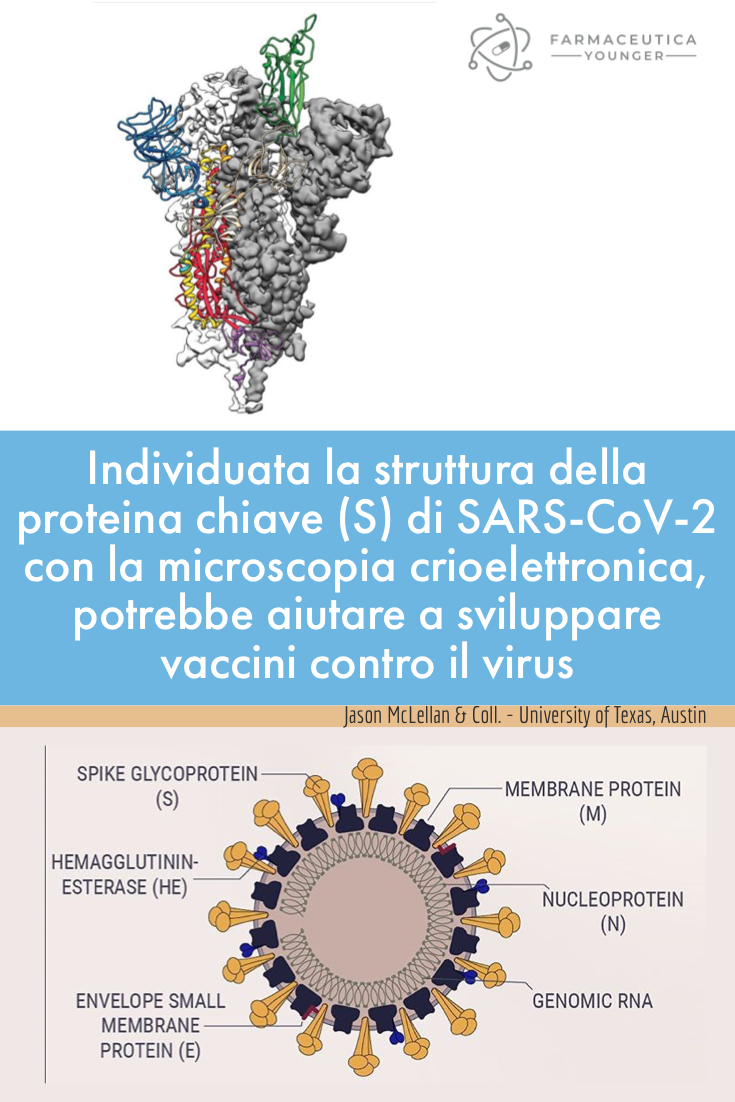 FARMACEUTICA
YOUNGER
Individuata la struttura della
proteina chiave (S) di SARS-CoV-2
con la microscopia crioelettronica,
potrebbe aiutare a sviluppare
vaccini contro il virus
Jason McLellan & Coll. - University of Texas, Austin
SPIKE GLYCOPROTEIN
(S)
MEMBRANE PROTEIN
(M)
HEMAGGLUTININ-
ESTERASE (HE)
NUCLEOPROTEIN
(N)
ENVELOPE SMALL
MEMBRANE
PROTEIN (E)
GENOMIC RNA